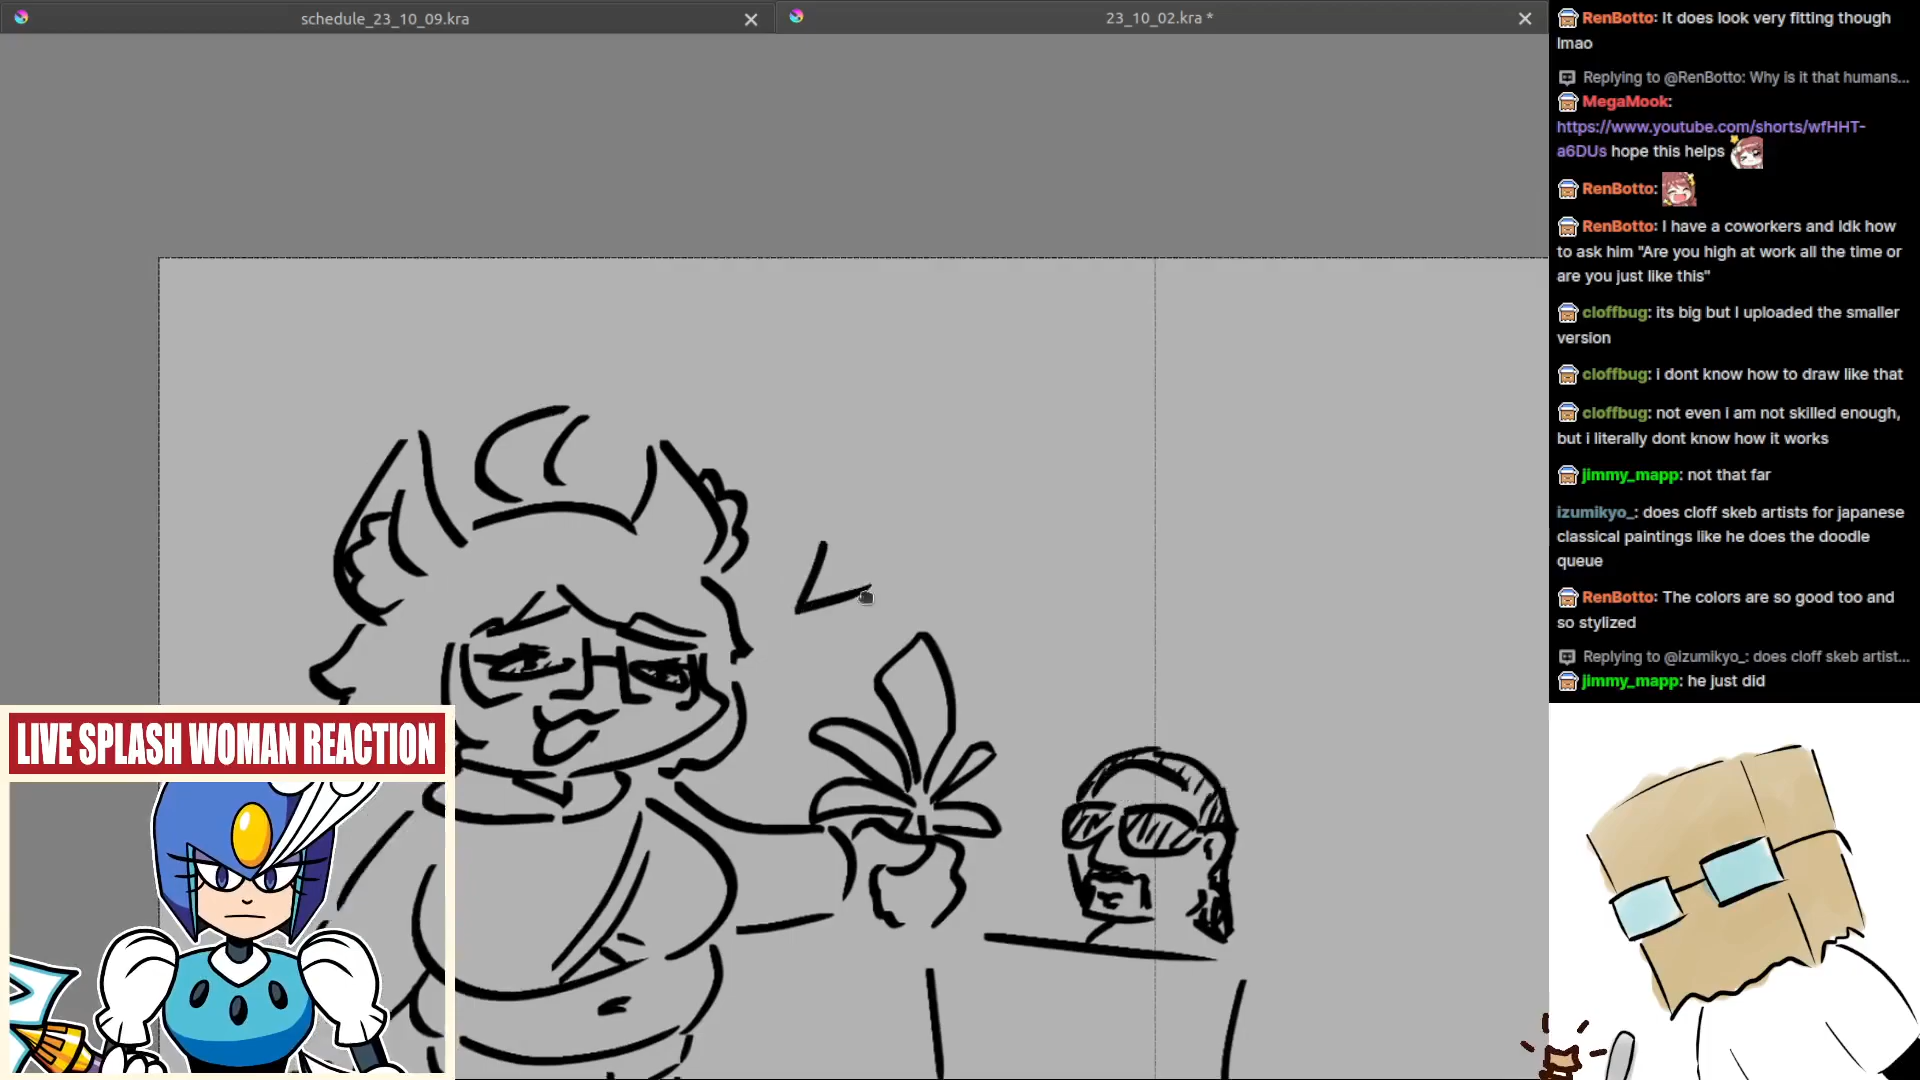 schedule_23_10_09.kra
23_10_02.kra *
RenBotto: It does look very fitting though
lmao
Replying to @RenBotto: Why is it that humans...
MegaMook:
https://www.youtube.com/shorts/wfHHT-
a6DUs hope this helps
RenBotto:
RenBotto: I have a coworkers and Idk how
to ask him "Are you high at work all the time or
are you just like this"
cloffbug: its big but I uploaded the smaller
version
cloffbug: i dont know how to draw like that
cloffbug: not even i am not skilled enough,
but i literally dont know how it works
jimmy_mapp: not that far
izumikyo_: does cloff skeb artists for japanese
classical paintings like he does the doodle
queue
RenBotto: The colors are so good too and
so stylized
Replying to @izumikyo_: does cloff skeb artist...
jimmy_mapp: he just did
LIVE SPLASH WOMAN REACTION